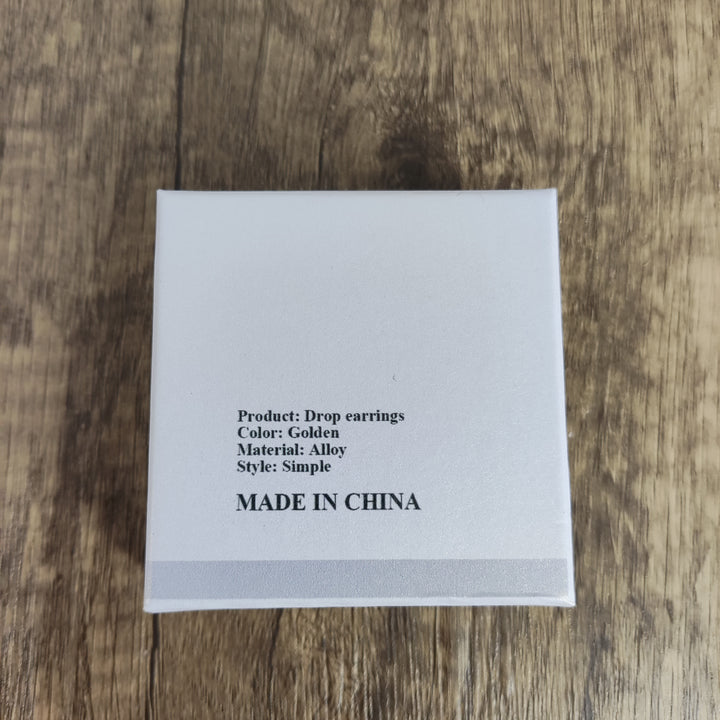 Product: Drop earrings
Color: Golden
Material: Alloy
Style: Simple
MADE IN CHINA